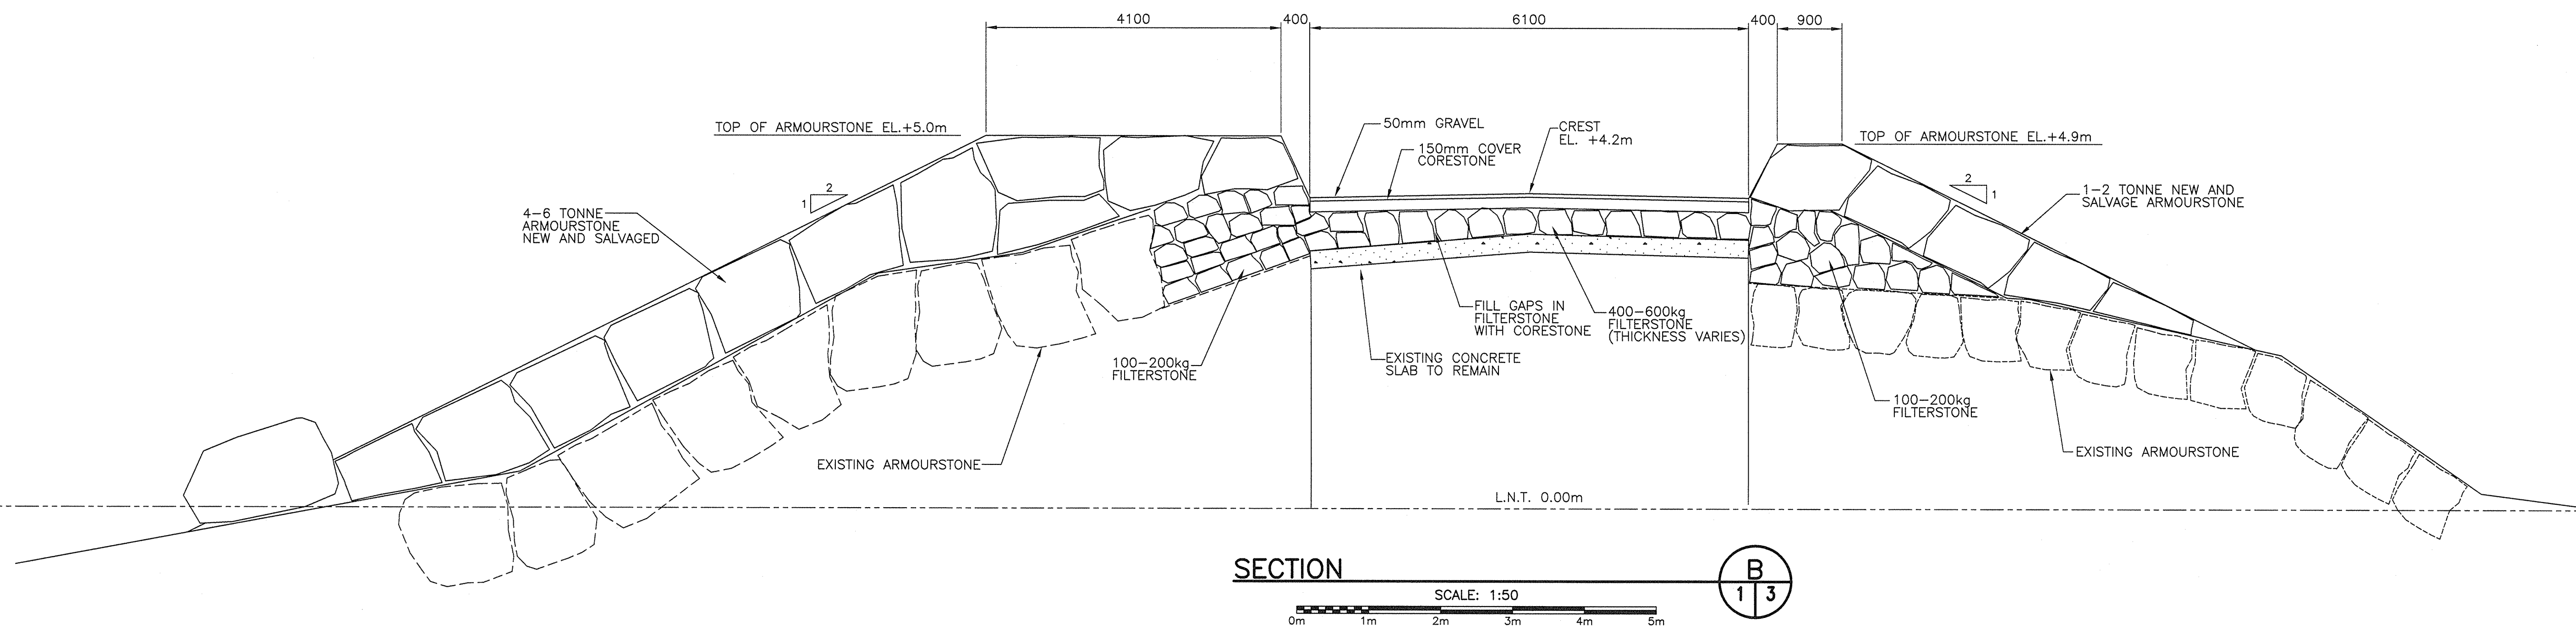 4100
400
6100
400
900
TOP OF ARMOURSTONE EL.+5.0m
50mm GRAVEL
150mm COVER
CORESTONE
CREST
EL. +4.2m
TOP OF ARMOURSTONE EL.+4.9m
2
1
2
1
4-6 TONNE
ARMOURSTONE
NEW AND SALVAGED
1-2 TONNE NEW AND
SALVAGE ARMOURSTONE
100-200kg
FILTERSTONE
FILL GAPS IN
FILTERSTONE
WITH CORESTONE
400-600kg
FILTERSTONE
(THICKNESS VARIES)
EXISTING CONCRETE
SLAB TO REMAIN
100-200kg
FILTERSTONE
EXISTING ARMOURSTONE
EXISTING ARMOURSTONE
L.N.T. 0.00m
SECTION
B
1
3
SCALE: 1:50
0m 1m 2m 3m 4m 5m